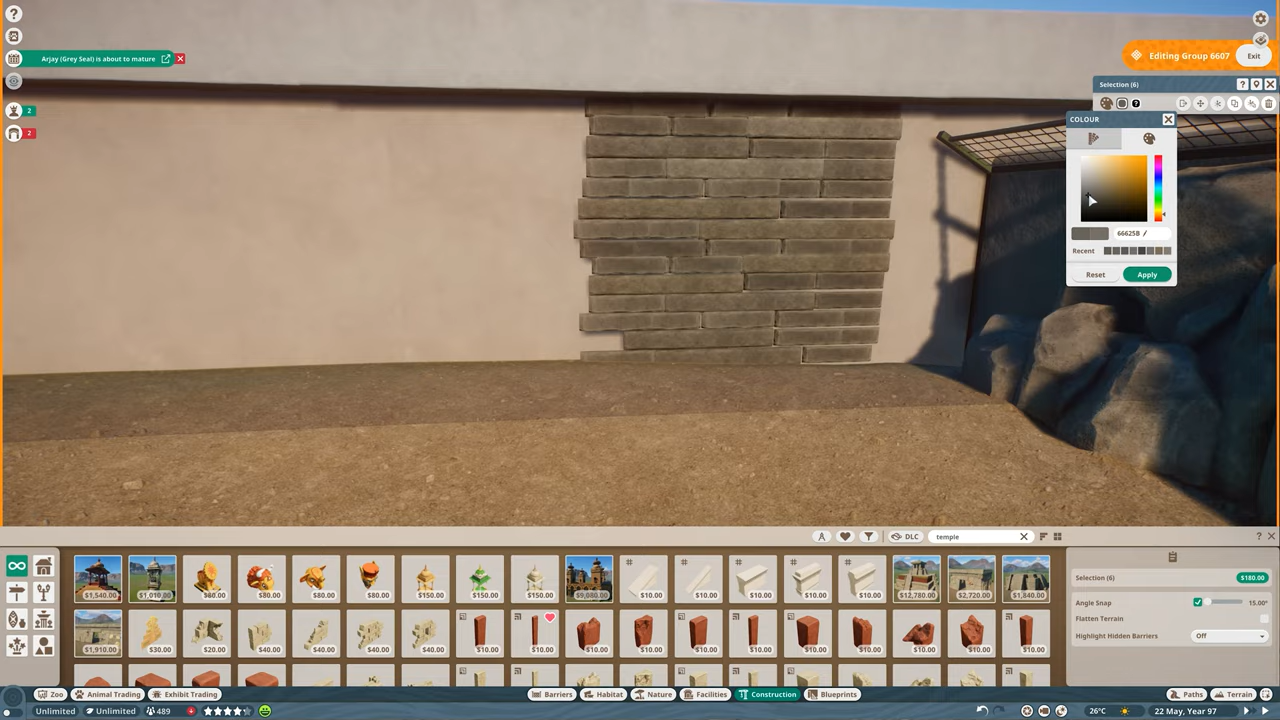 ?
Arjay (Grey Seal) is about to mature
2
2
Editing Group 6607
Exit
Selection (6)
?
?
COLOUR
66625B
Recent
Reset
Apply
DLC
temple
?
$1,540.00
$1,010.00
$80.00
$80.00
$80.00
$80.00
$150.00
$150.00
$150.00
$9,080.00
$10.00
$10.00
$10.00
$10.00
$10.00
$12,780.00
$2,720.00
$1,840.00
$1,910.00
$30.00
$20.00
$40.00
$40.00
$40.00
$40.00
$10.00
$10.00
$10.00
$10.00
$10.00
$10.00
$10.00
$10.00
$10.00
$10.00
$10.00
Selection (6)
$180.00
Angle Snap
15.00°
Flatten Terrain
Highlight Hidden Barriers
Off
Zoo
Animal Trading
Exhibit Trading
Barriers
Habitat
Nature
Facilities
Construction
Blueprints
Paths
Terrain
Unlimited
Unlimited
489
26°C
22 May, Year 97